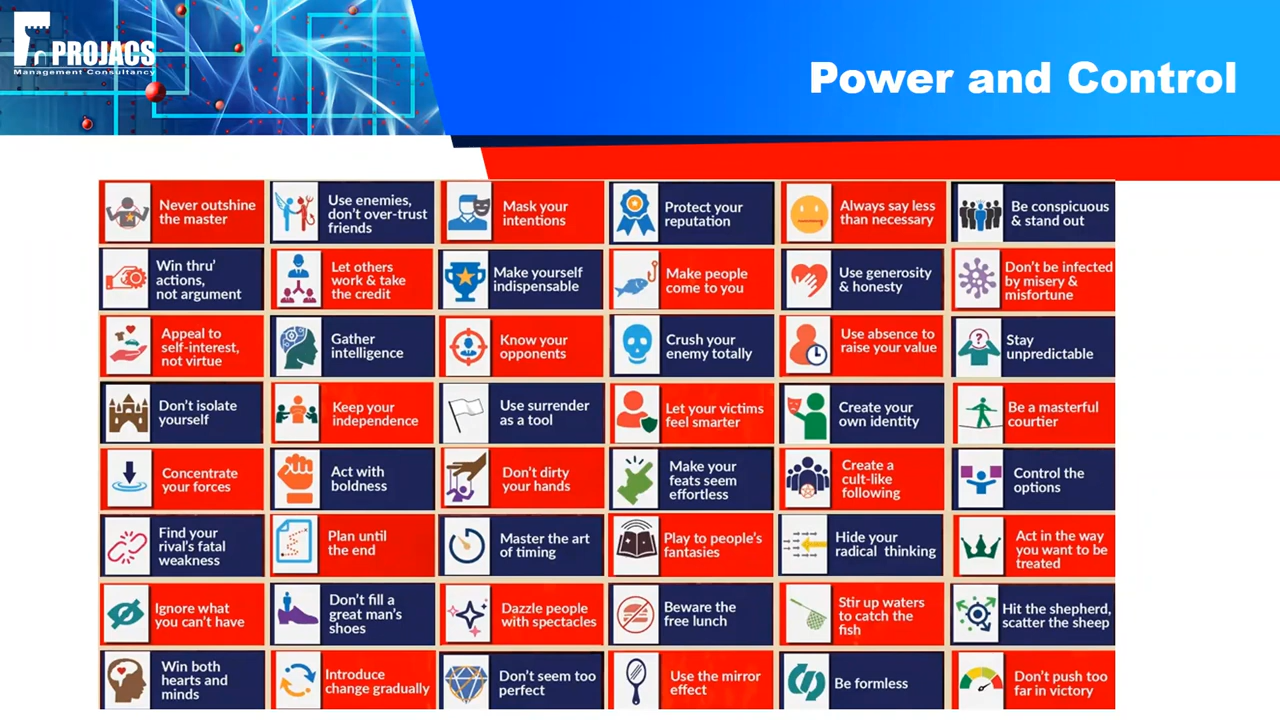 PROJACS
Management Consultancy
Power and Control
Never outshine
the master
Use enemies,
don't over-trust
friends
Mask your
intentions
Protect your
reputation
Always say less
than necessary
Be conspicuous
& stand out
Win thru'
actions,
not argument
Let others
work & take
the credit
Make yourself
indispensable
Make people
come to you
Use generosity
& honesty
Don't be infected
by misery &
misfortune
Appeal to
self-interest,
not virtue
Gather
intelligence
Know your
opponents
Crush your
enemy totally
Use absence to
raise your value
?
Stay
unpredictable
Don't isolate
yourself
Keep your
independence
Use surrender
as a tool
Let your victims
feel smarter
Create your
own identity
Be a masterful
courtier
Concentrate
your forces
Act with
boldness
Don't dirty
your hands
Make your
feats seem
effortless
Create a
cult-like
following
Control the
options
Find your
rival's fatal
weakness
Plan until
the end
Master the art
of timing
Play to people's
fantasies
Hide your
radical thinking
Act in the way
you want to be
treated
Ignore what
you can't have
Don't fill a
great man's
shoes
Dazzle people
with spectacles
Beware the
free lunch
Stir up waters
to catch the
fish
Hit the shepherd,
scatter the sheep
Win both
hearts and
minds
Introduce
change gradually
Don't seem too
perfect
Use the mirror
effect
Be formless
Don't push too
far in victory